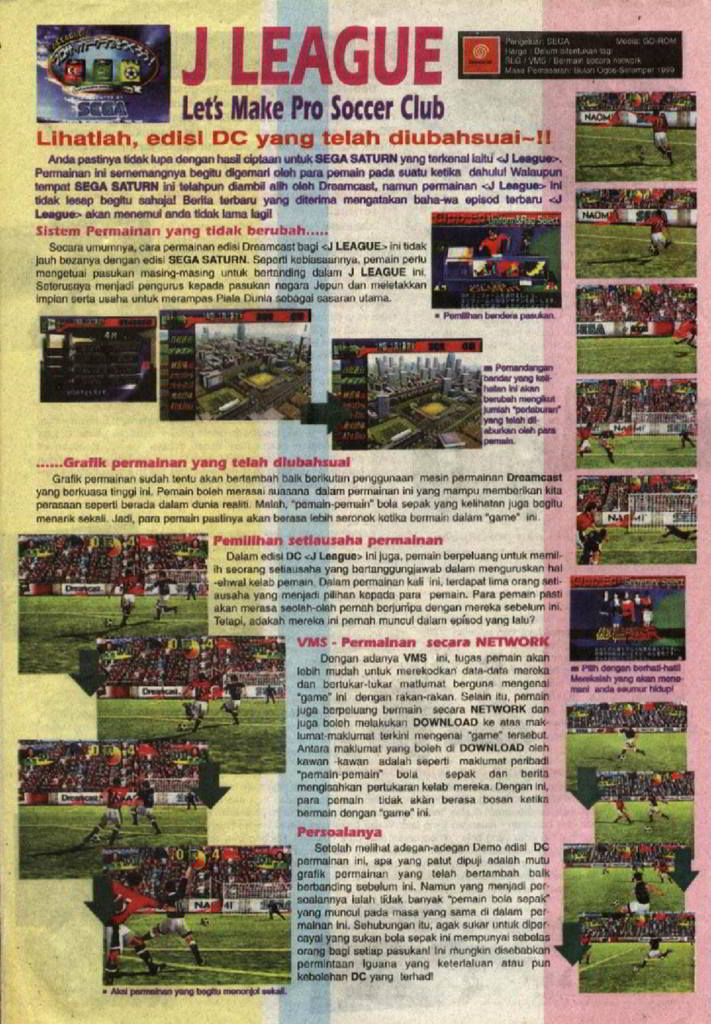 J LEAGUE
Let's Make Pro Soccer Club
Pengeluar: SEGA Media: GD-ROM
Harga: Belum ditentukan lagi
SLG / VMS / Bermain secara network
Masa Pemasaran: Bulan Ogos-September 1999
SEGA
Lihatlah, edisi DC yang telah diubahsuai~!!
Anda pastinya tidak lupa dengan hasil ciptaan untuk SEGA SATURN yang terkenal iaitu <J League>.
Permainan ini sememangnya begitu digemari oleh para pemain pada suatu ketika dahulu! Walaupun
tempat SEGA SATURN ini telahpun diambil alih oleh Dreamcast, namun permainan <J League> ini
tidak lesap begitu sahaja! Berita terbaru yang diterima mengatakan baha-wa episod terbaru <J
League> akan menemui anda tidak lama lagi!
Sistem Permainan yang tidak berubah.....
Secara umumnya, cara permainan edisi Dreamcast bagi <J LEAGUE> ini tidak
jauh bezanya dengan edisi SEGA SATURN. Seperti kebiasaannya, pemain perlu
mengetuai pasukan masing-masing untuk bertanding dalam J LEAGUE ini.
Seterusnya menjadi pengurus kepada pasukan negara Jepun dan meletakkan
impian serta usaha untuk merampas Piala Dunia sebagai sasaran utama.
Uniform&Flag Select
Pemilihan bendera pasukan.
Pemandangan
bandar yang keli-
hatan ini akan
berubah mengikut
jumlah "perlaburan"
yang telah dil-
aburkan oleh para
pemain.
......Grafik permainan yang telah diubahsuai
Grafik permainan sudah tentu akan bertambah baik berikutan penggunaan mesin permainan Dreamcast
yang berkuasa tinggi ini. Pemain boleh merasai suasana dalam permainan ini yang mampu memberikan kita
perasaan seperti berada dalam dunia realiti. Malah, "pemain-pemain" bola sepak yang kelihatan juga begitu
menarik sekali. Jadi, para pemain pastinya akan berasa lebih seronok ketika bermain dalam "game" ini.
Pemilihan setiausaha permainan
Dalam edisi DC <J League> ini juga, pemain berpeluang untuk memil-
ih seorang setiausaha yang bertanggungjawab dalam menguruskan hal
-ehwal kelab pemain. Dalam permainan kali ini, terdapat lima orang seti-
ausaha yang menjadi pilihan kepada para pemain. Para pemain pasti
akan merasa seolah-olah pernah berjumpa dengan mereka sebelum ini.
Tetapi, adakah mereka ini pernah muncul dalam episod yang lalu?
Pilih dengan berhati-hati!
Merekalah yang akan mene-
mani anda seumur hidup!
VMS - Permainan secara NETWORK
Dengan adanya VMS ini, tugas pemain akan
lebih mudah untuk merekodkan data-data mereka
dan bertukar-tukar maklumat berguna mengenai
"game" ini dengan rakan-rakan. Selain itu, pemain
juga berpeluang bermain secara NETWORK dan
juga boleh melakukan DOWNLOAD ke atas mak-
lumat-maklumat terkini mengenai "game" tersebut.
Antara maklumat yang boleh di DOWNLOAD oleh
kawan -kawan adalah seperti maklumat peribadi
"pemain-pemain" bola sepak dan berita
mengisahkan pertukaran kelab mereka. Dengan ini,
para pemain tidak akan berasa bosan ketika
bermain dengan "game" ini.
Persoalanya
Setelah melihat adegan-adegan Demo edisi DC
permainan ini, apa yang patut dipuji adalah mutu
grafik permainan yang telah bertambah baik
berbanding sebelum ini. Namun yang menjadi per-
soalannya ialah tidak banyak "pemain bola sepak"
yang muncul pada masa yang sama di dalam per-
mainan ini. Sehubungan itu, agak sukar untuk diper-
cayai yang sukan bola sepak ini mempunyai sebelas
orang bagi setiap pasukan! Ini mungkin disebabkan
permintaan Iguana yang keterlaluan atau pun
kebolehan DC yang terhad!
Aksi permainan yang begitu menonjol sekali.